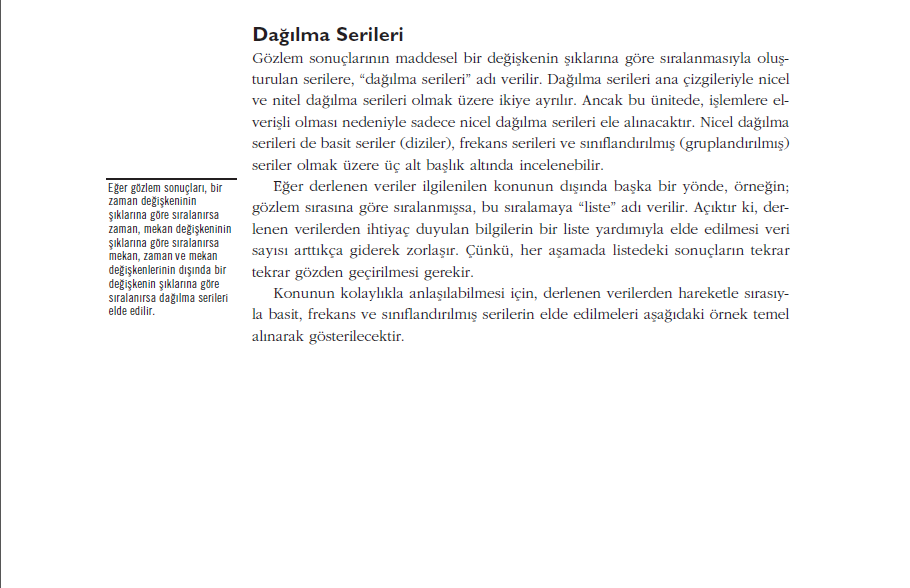 Dağılma Serileri
Gözlem sonuçlarının maddesel bir değişkenin şıklarına göre sıralanmasıyla oluş-
turulan serilere, “dağılma serileri” adı verilir. Dağılma serileri ana çizgileriyle nicel
ve nitel dağılma serileri olmak üzere ikiye ayrılır. Ancak bu ünitede, işlemlere el-
verişli olması nedeniyle sadece nicel dağılma serileri ele alınacaktır. Nicel dağılma
serileri de basit seriler (diziler), frekans serileri ve sınıflandırılmış (gruplandırılmış)
seriler olmak üzere üç alt başlık altında incelenebilir.
Eğer derlenen veriler ilgilenilen konunun dışında başka bir yönde, örneğin;
gözlem sırasına göre sıralanmışsa, bu sıralamaya “liste” adı verilir. Açıktır ki, der-
lenen verilerden ihtiyaç duyulan bilgilerin bir liste yardımıyla elde edilmesi veri
sayısı arttıkça giderek zorlaşır. Çünkü, her aşamada listedeki sonuçların tekrar
tekrar gözden geçirilmesi gerekir.
Konunun kolaylıkla anlaşılabilmesi için, derlenen verilerden hareketle sırasıy-
la basit, frekans ve sınıflandırılmış serilerin elde edilmeleri aşağıdaki örnek temel
alınarak gösterilecektir.
Eğer gözlem sonuçları, bir
zaman değişkeninin
şıklarına göre sıralanırsa
zaman, mekan değişkeninin
şıklarına göre sıralanırsa
mekan, zaman ve mekan
değişkenlerinin dışında bir
değişkenin şıklarına göre
sıralanırsa dağılma serileri
elde edilir.